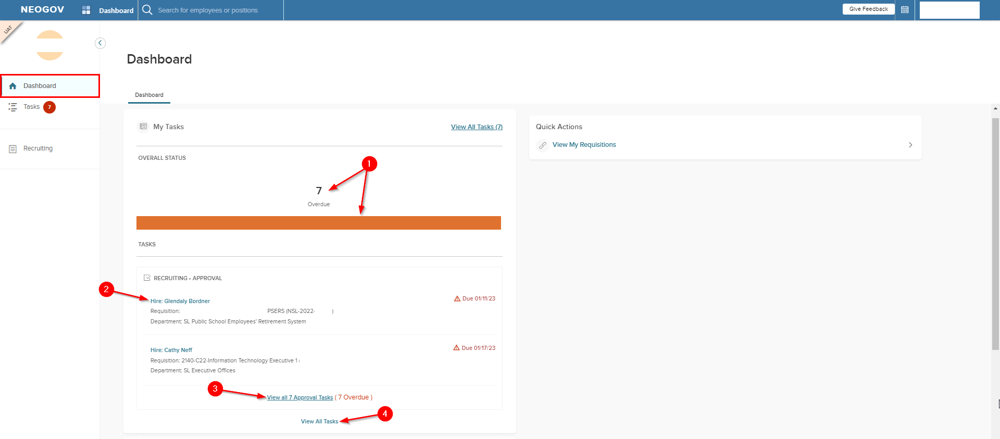 NEOGOV
Dashboard
Search for employees or positions
Give Feedback
UAT
Dashboard
Tasks 7
Recruiting
Dashboard
Dashboard
My Tasks
View All Tasks (7)
OVERALL STATUS
1
7
Overdue
TASKS
RECRUITING • APPROVAL
2
Hire: Glendaly Bordner
Due 01/11/23
Requisition: PSERS (NSL-2022- )
Department: SL Public School Employees' Retirement System
Hire: Cathy Neff
Due 01/17/23
Requisition: 2140-C22-Information Technology Executive 1
Department: SL Executive Offices
3
View all 7 Approval Tasks ( 7 Overdue )
4
View All Tasks
Quick Actions
View My Requisitions